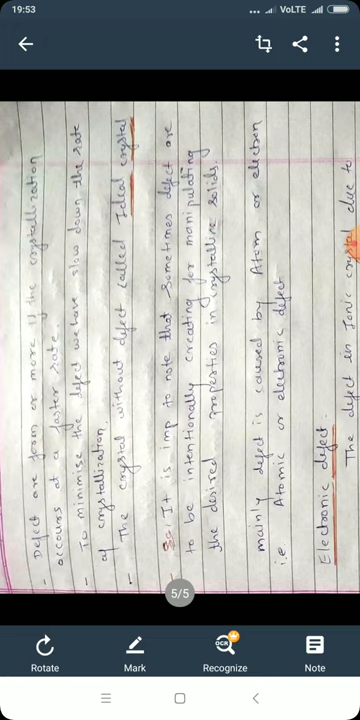 19:53
VoLTE
- Defect are form or more if the crystallization
occours at a faster rate.
- To minimise the defect we have slow down the rate
of crystallization
- The crystal without defect called Ideal crystal
- So, It is imp to note that sometimes defect are
to be intentionally creating for manipulating
the desired properties in crystalline solids.
mainly defect is caused by Atom or electron
i.e Atomic or electronic defect
Electronic defect.
The defect in Ionic crystal due to
5/5
Rotate
Mark
OCR
Recognize
Note